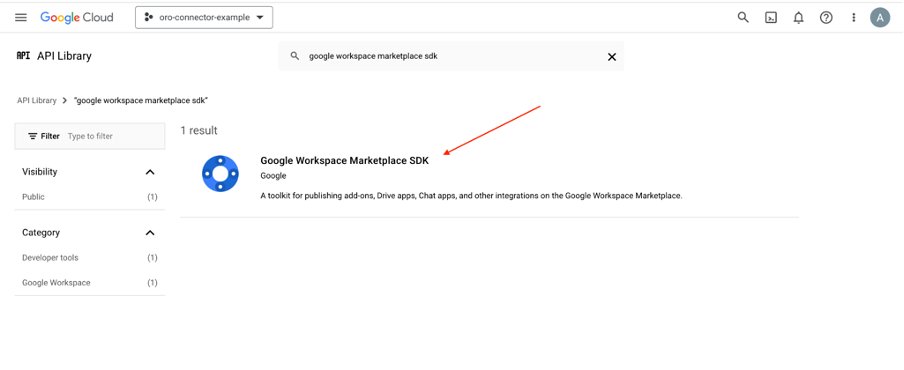 Google Cloud
oro-connector-example
A
API API Library
google workspace marketplace sdk
API Library
"google workspace marketplace sdk"
Filter Type to filter
1 result
Google Workspace Marketplace SDK
Google
A toolkit for publishing add-ons, Drive apps, Chat apps, and other integrations on the Google Workspace Marketplace.
Visibility
Public (1)
Category
Developer tools (1)
Google Workspace (1)